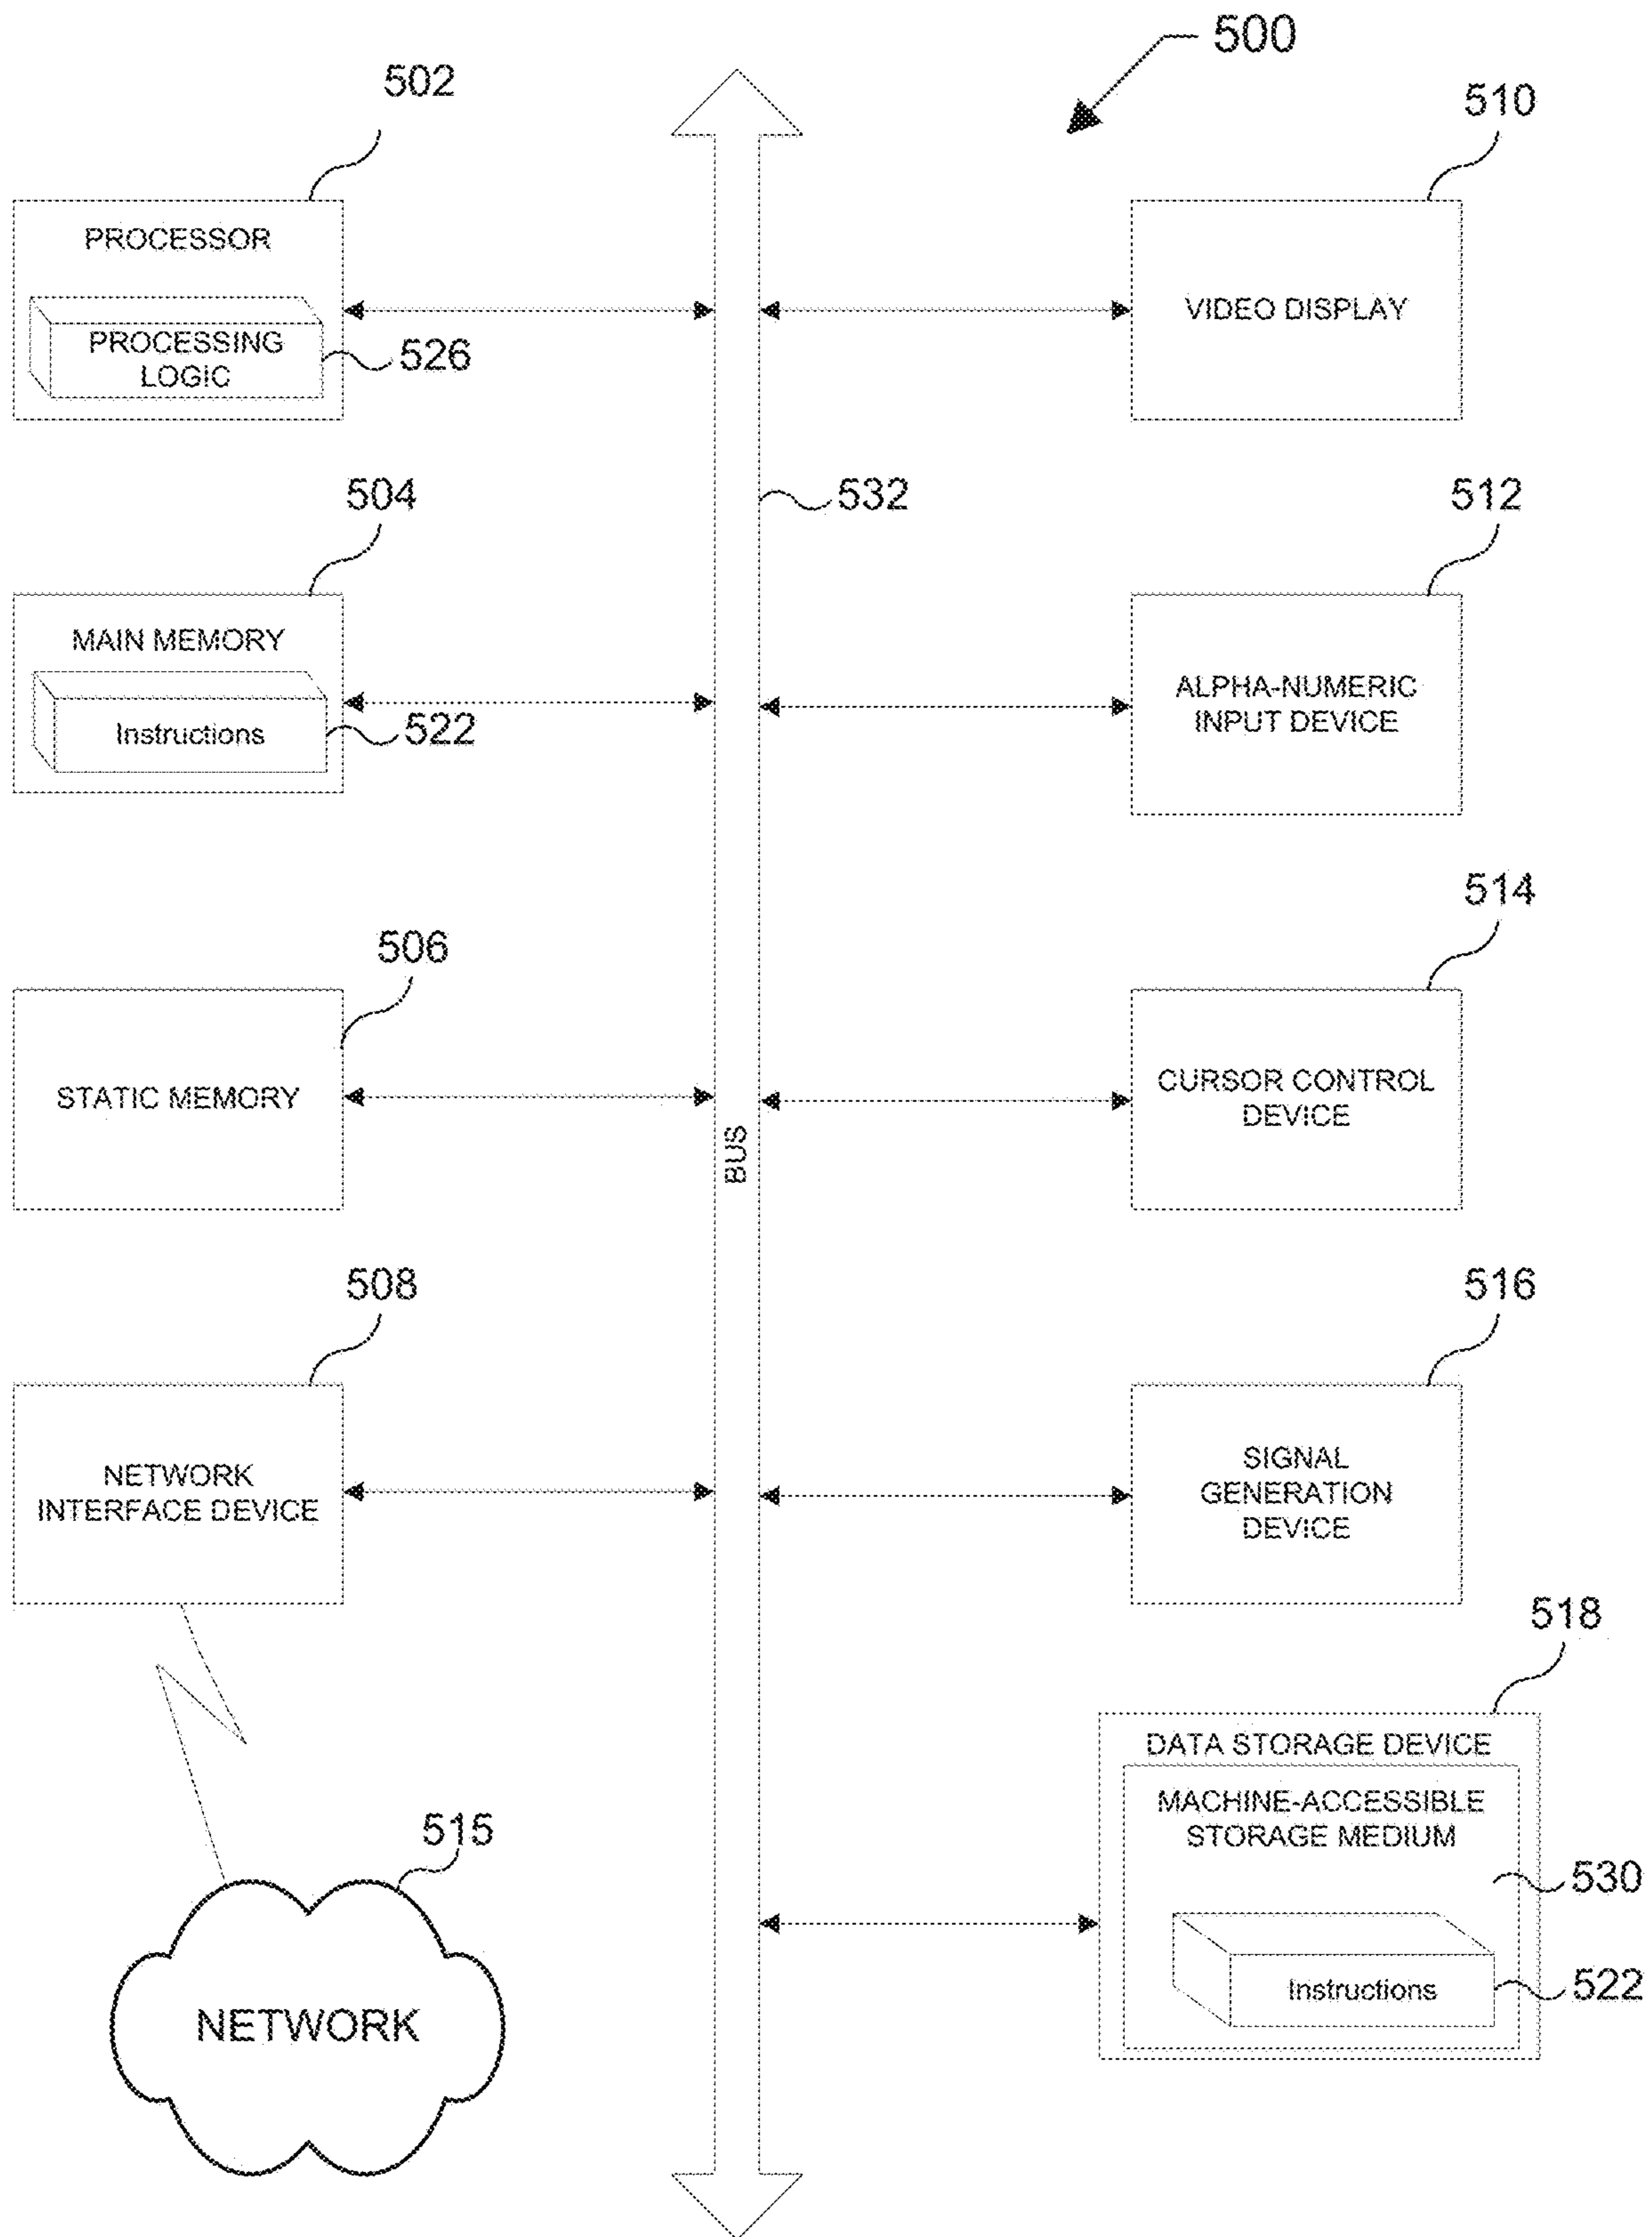 500
502
510
PROCESSOR
PROCESSING
LOGIC
526
VIDEO DISPLAY
504
532
512
MAIN MEMORY
Instructions
522
ALPHA-NUMERIC
INPUT DEVICE
506
514
STATIC MEMORY
CURSOR CONTROL
DEVICE
BUS
508
516
NETWORK
INTERFACE DEVICE
SIGNAL
GENERATION
DEVICE
518
DATA STORAGE DEVICE
MACHINE-ACCESSIBLE
STORAGE MEDIUM
530
Instructions
522
515
NETWORK